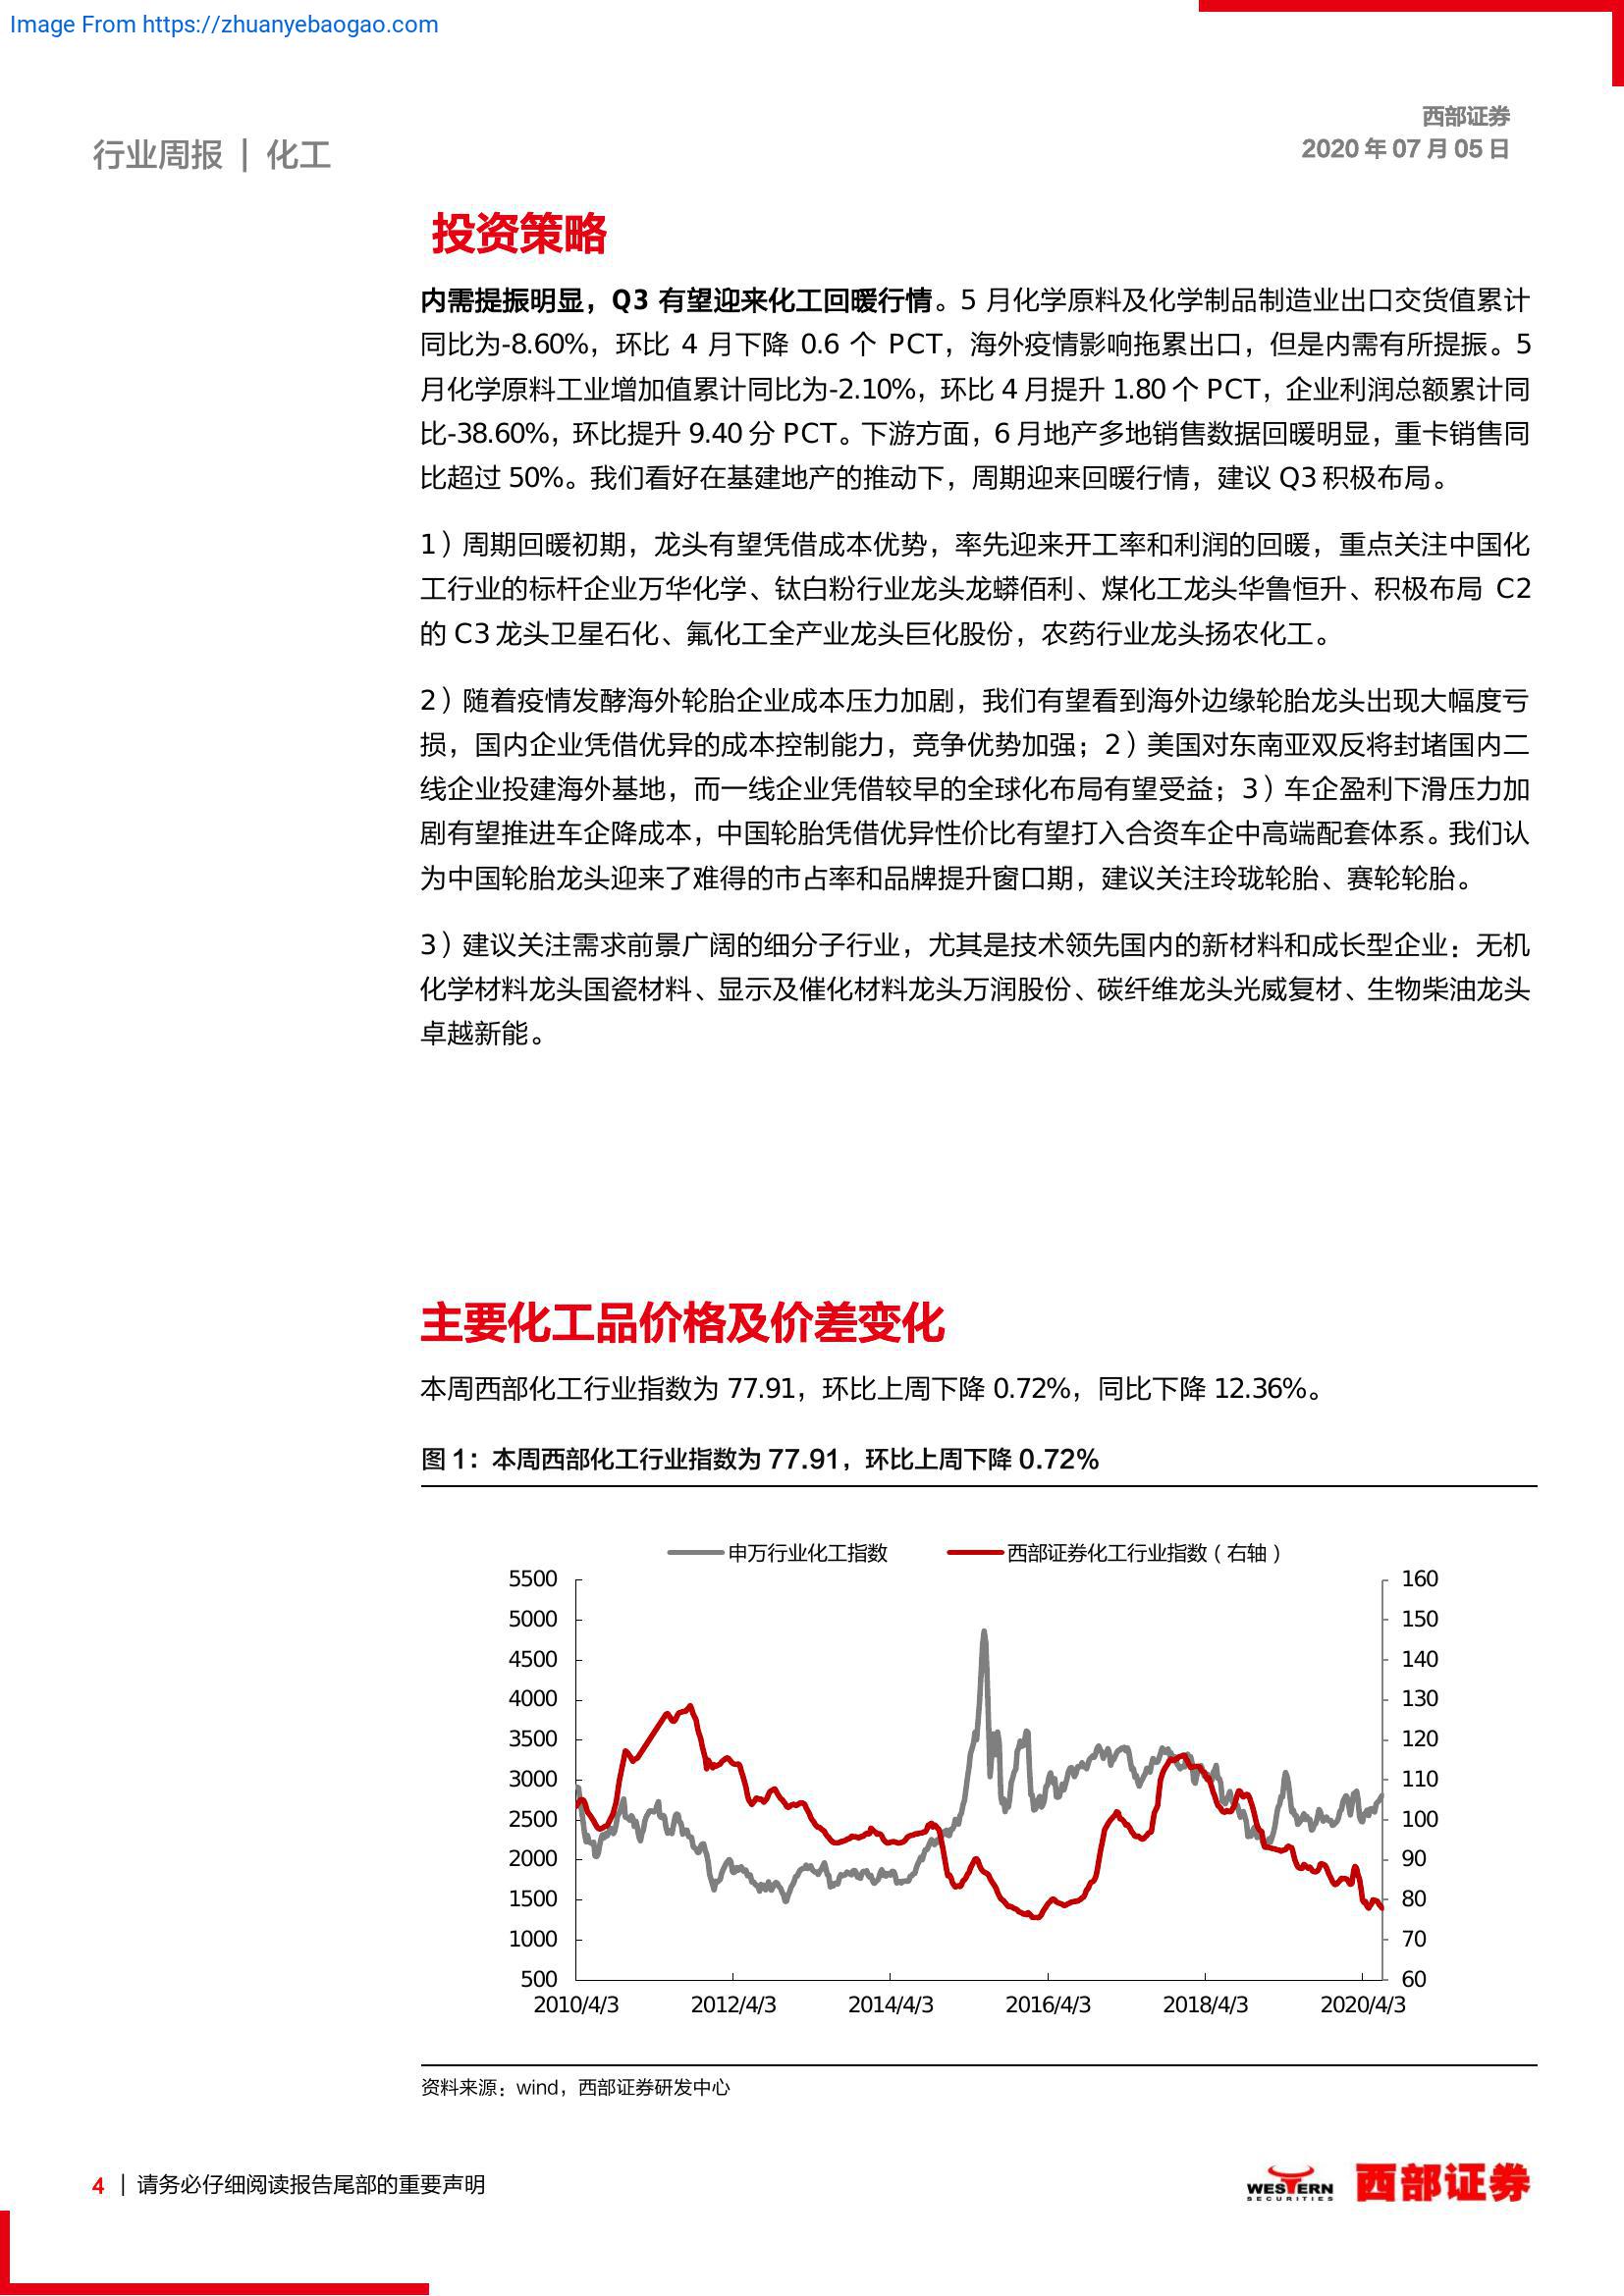 Image From https://zhuanyebaogao.com
西部证券
2020 年 07 月 05 日
行业周报 | 化工
投资策略
内需提振明显，Q3 有望迎来化工回暖行情。5 月化学原料及化学制品制造业出口交货值累计
同比为-8.60%，环比 4 月下降 0.6 个 PCT，海外疫情影响拖累出口，但是内需有所提振。5
月化学原料工业增加值累计同比为-2.10%，环比 4 月提升 1.80 个 PCT，企业利润总额累计同
比-38.60%，环比提升 9.40 分 PCT。下游方面，6 月地产多地销售数据回暖明显，重卡销售同
比超过 50%。我们看好在基建地产的推动下，周期迎来回暖行情，建议 Q3 积极布局。
1）周期回暖初期，龙头有望凭借成本优势，率先迎来开工率和利润的回暖，重点关注中国化
工行业的标杆企业万华化学、钛白粉行业龙头龙蟒佰利、煤化工龙头华鲁恒升、积极布局 C2
的 C3 龙头卫星石化、氟化工全产业龙头巨化股份，农药行业龙头扬农化工。
2）随着疫情发酵海外轮胎企业成本压力加剧，我们有望看到海外边缘轮胎龙头出现大幅度亏
损，国内企业凭借优异的成本控制能力，竞争优势加强；2）美国对东南亚双反将封堵国内二
线企业投建海外基地，而一线企业凭借较早的全球化布局有望受益；3）车企盈利下滑压力加
剧有望推进车企降成本，中国轮胎凭借优异性价比有望打入合资车企中高端配套体系。我们认
为中国轮胎龙头迎来了难得的市占率和品牌提升窗口期，建议关注玲珑轮胎、赛轮轮胎。
3）建议关注需求前景广阔的细分子行业，尤其是技术领先国内的新材料和成长型企业：无机
化学材料龙头国瓷材料、显示及催化材料龙头万润股份、碳纤维龙头光威复材、生物柴油龙头
卓越新能。
主要化工品价格及价差变化
本周西部化工行业指数为 77.91，环比上周下降 0.72%，同比下降 12.36%。
图 1：本周西部化工行业指数为 77.91，环比上周下降 0.72%
申万行业化工指数 西部证券化工行业指数（右轴）
5500 160
5000 150
4500 140
4000 130
3500 120
3000 110
2500 100
2000 90
1500 80
1000 70
500 60
2010/4/3 2012/4/3 2014/4/3 2016/4/3 2018/4/3 2020/4/3
资料来源：wind，西部证券研发中心
4 | 请务必仔细阅读报告尾部的重要声明
WESTERN
SECURITIES
西部证券